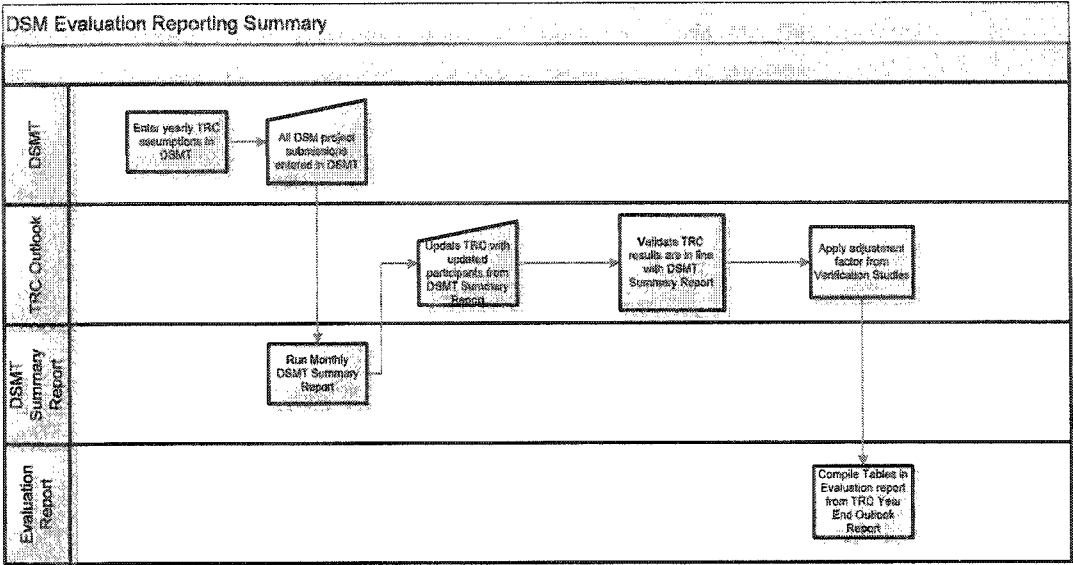 DSM Evaluation Reporting Summary
DSMT
Enter yearly TRC
assumptions in
DSMT
All DSM project
submissions
entered in DSMT
TRC Outlook
Update TRC with
updated
participants from
DSMT Summary
Report
Validate TRC
results are in line
with DSMT
Summary Report
Apply adjustment
factor from
Verification Studies
DSMT
Summary
Report
Run Monthly
DSMT Summary
Report
Evaluation
Report
Compile Tables in
Evaluation report
from TRC Year
End Outlook
Report